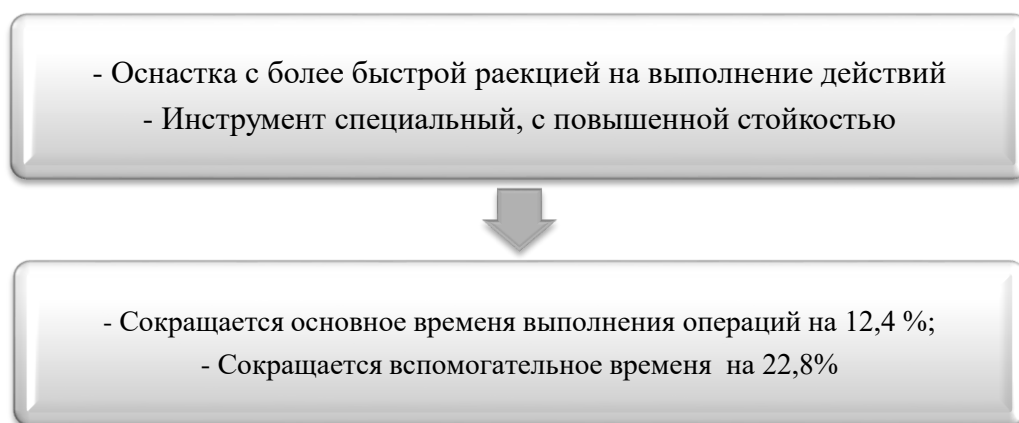 - Оснастка с более быстрой раекцией на выполнение действий
- Инструмент специальный, с повышенной стойкостью
- Сокращается основное временя выполнения операций на 12,4 %;
- Сокращается вспомогательное временя на 22,8%